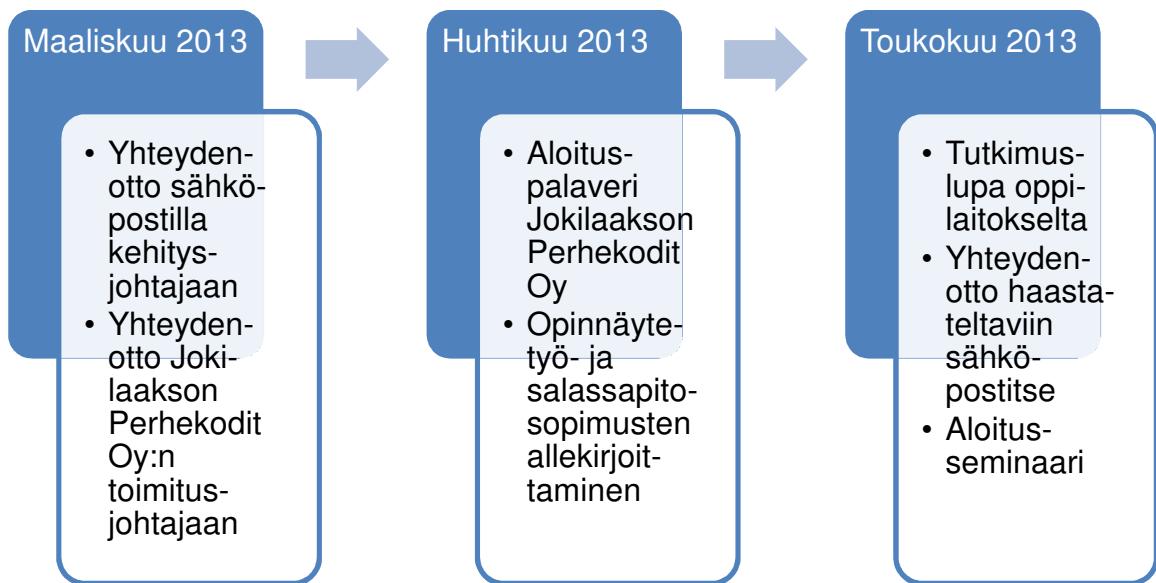 Maaliskuu 2013
• Yhteyden-
otto sähkö-
postilla
kehitys-
johtajaan
• Yhteyden-
otto Joki-
laakson
Perhekodit
Oy:n
toimitus-
johtajaan
Huhtikuu 2013
• Aloitus-
palaveri
Jokilaakson
Perhekodit
Oy
• Opinnäyte-
työ- ja
salassapito-
sopimusten
allekirjoit-
taminen
Toukokuu 2013
• Tutkimus-
lupa oppi-
laitokselta
• Yhteyden-
otto haasta-
teltaviin
sähkö-
postitse
• Aloitus-
seminaari